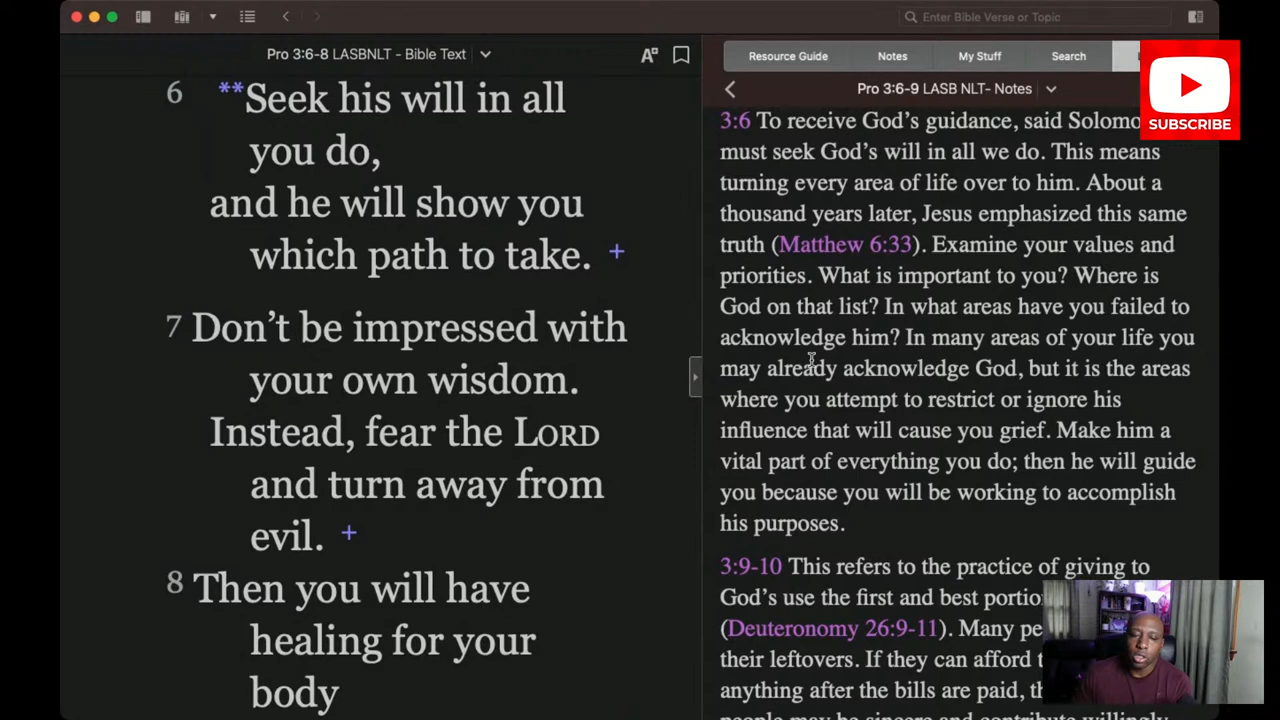 Enter Bible Verse or Topic
Pro 3:6-8 LASBNLT - Bible Text
6 **Seek his will in all
you do,
and he will show you
which path to take. +
7 Don't be impressed with
your own wisdom.
Instead, fear the LORD
and turn away from
evil. +
8 Then you will have
healing for your
body
Resource Guide Notes My Stuff Search
SUBSCRIBE
Pro 3:6-9 LASB NLT- Notes
3:6 To receive God's guidance, said
must seek God's will in all we do. This means
turning every area of life over to him. About a
thousand years later, Jesus emphasized this same
truth (Matthew 6:33). Examine your values and
priorities. What is important to you? Where is
God on that list? In what areas have you failed to
acknowledge him? In many areas of your life you
may already acknowledge God, but it is the areas
where you attempt to restrict or ignore his
influence that will cause you grief. Make him a
vital part of everything you do; then he will guide
you because you will be working to accomplish
his purposes.
3:9-10 This refers to the practice of giving to
God's use the first and best
(Deuteronomy 26:9-11). Many
their leftovers. If they can afford
anything after the bills are paid,
people may be sincere and contribute willingly